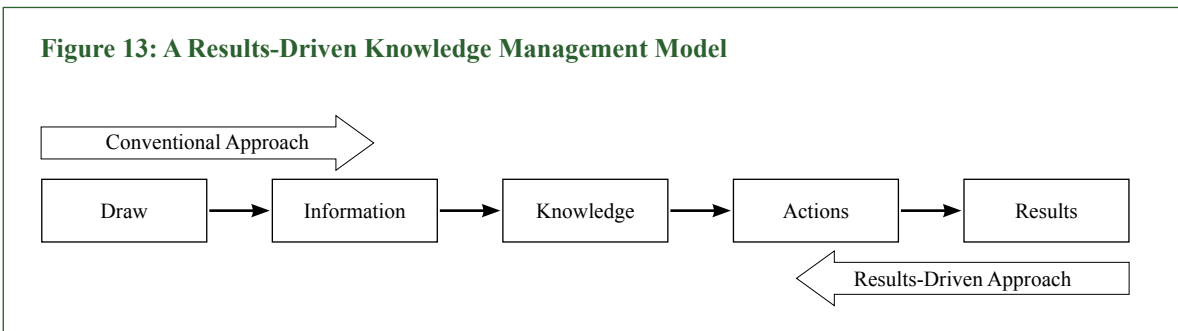 Figure 13: A Results-Driven Knowledge Management Model
Conventional Approach
Draw
Information
Knowledge
Actions
Results
Results-Driven Approach